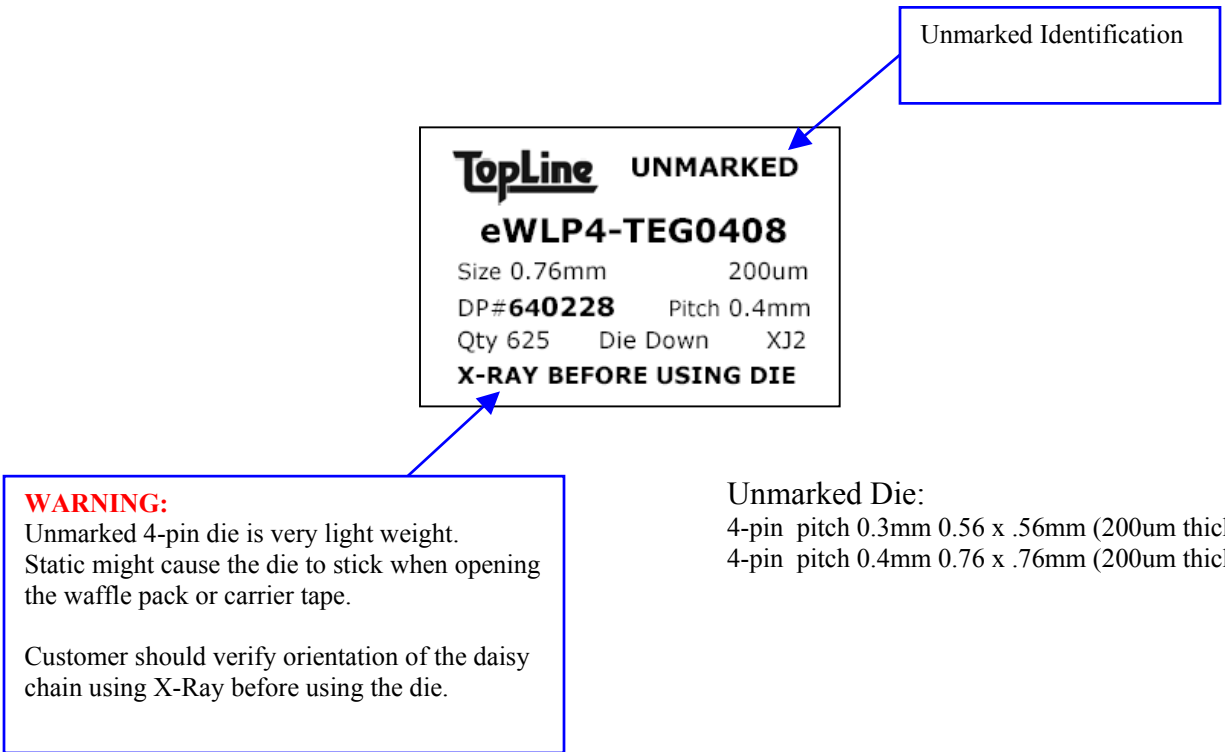 Unmarked Identification
TopLine UNMARKED
eWLP4-TEG0408
Size 0.76mm 200um
DP#640228 Pitch 0.4mm
Qty 625 Die Down XJ2
X-RAY BEFORE USING DIE
WARNING:
Unmarked 4-pin die is very light weight.
Static might cause the die to stick when opening
the waffle pack or carrier tape.
Customer should verify orientation of the daisy
chain using X-Ray before using the die.
Unmarked Die:
4-pin pitch 0.3mm 0.56 x .56mm (200um
4-pin pitch 0.4mm 0.76 x .76mm (200um